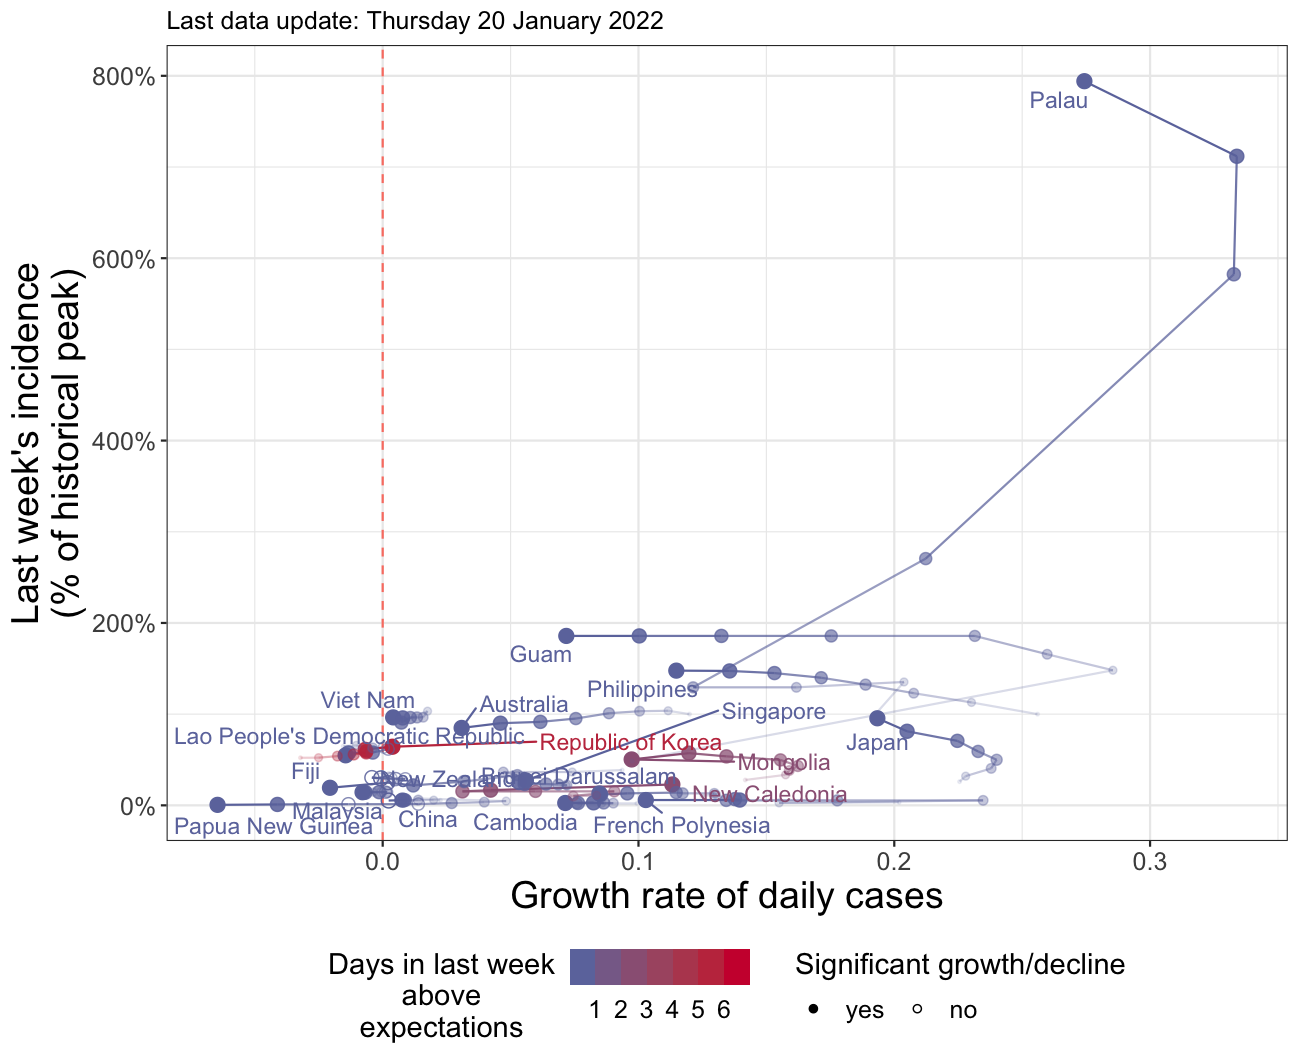 Last data update: Thursday 20 January 2022
Last week's incidence
(% of historical peak)
800%
600%
400%
200%
0%
Palau
Guam
Philippines
Viet Nam
Australia
Singapore
Lao People's Democratic Republic
Republic of Korea
Japan
Mongolia
Fiji
New Zealand
Brunei Darussalam
New Caledonia
Malaysia
China
Cambodia
French Polynesia
Papua New Guinea
0.0
0.1
0.2
0.3
Growth rate of daily cases
Days in last week
above
expectations
1 2 3 4 5 6
Significant growth/decline
yes
no